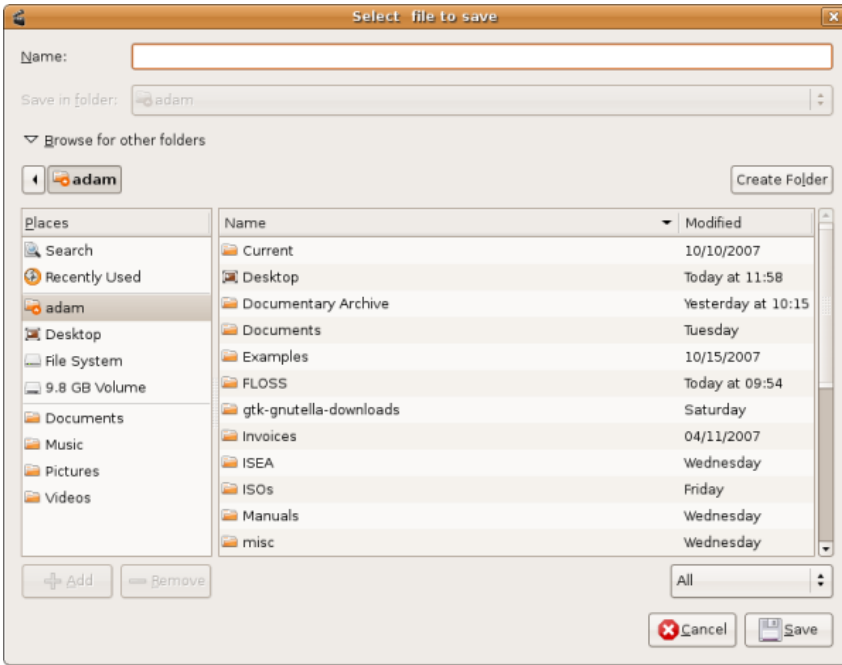 Select file to save
Name:
Save in folder: adam
Browse for other folders
adam
Create Folder
Places
Search
Recently Used
adam
Desktop
File System
9.8 GB Volume
Documents
Music
Pictures
Videos
Name Modified
Current 10/10/2007
Desktop Today at 11:58
Documentary Archive Yesterday at 10:15
Documents Tuesday
Examples 10/15/2007
FLOSS Today at 09:54
gtk-gnutella-downloads Saturday
Invoices 04/11/2007
ISEA Wednesday
ISOs Friday
Manuals Wednesday
misc Wednesday
Add
Remove
All
Cancel
Save